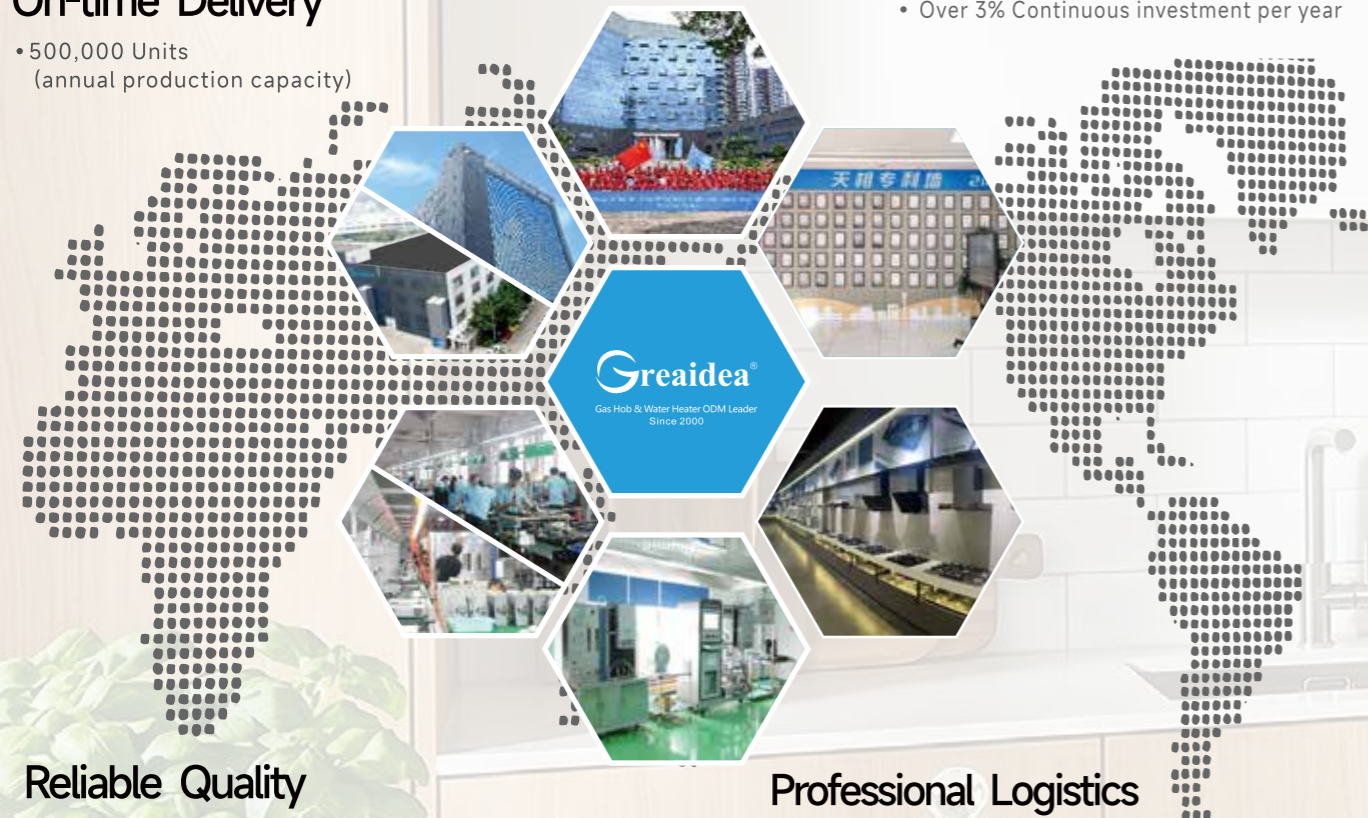 On-time Delivery
• Over 3% Continuous investment per year
• 500,000 Units
(annual production capacity)
天相专利墙
Greaidea®
Gas Hob & Water Heater ODM Leader
Since 2000
Reliable Quality
Professional Logistics